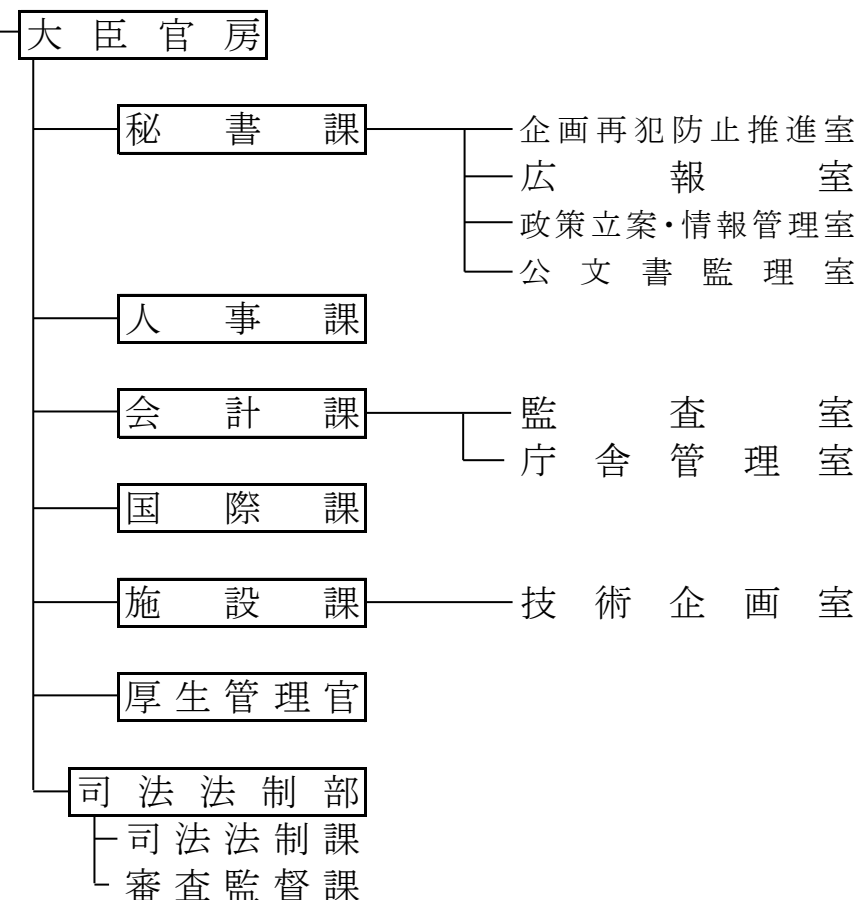 大臣官房
秘書課
企画再犯防止推進室
広報室
政策立案・情報管理室
公文書監理室
人事課
会計課
監査室
庁舎管理室
国際課
施設課
技術企画室
厚生管理官
司法法制部
司法法制課
審査監督課